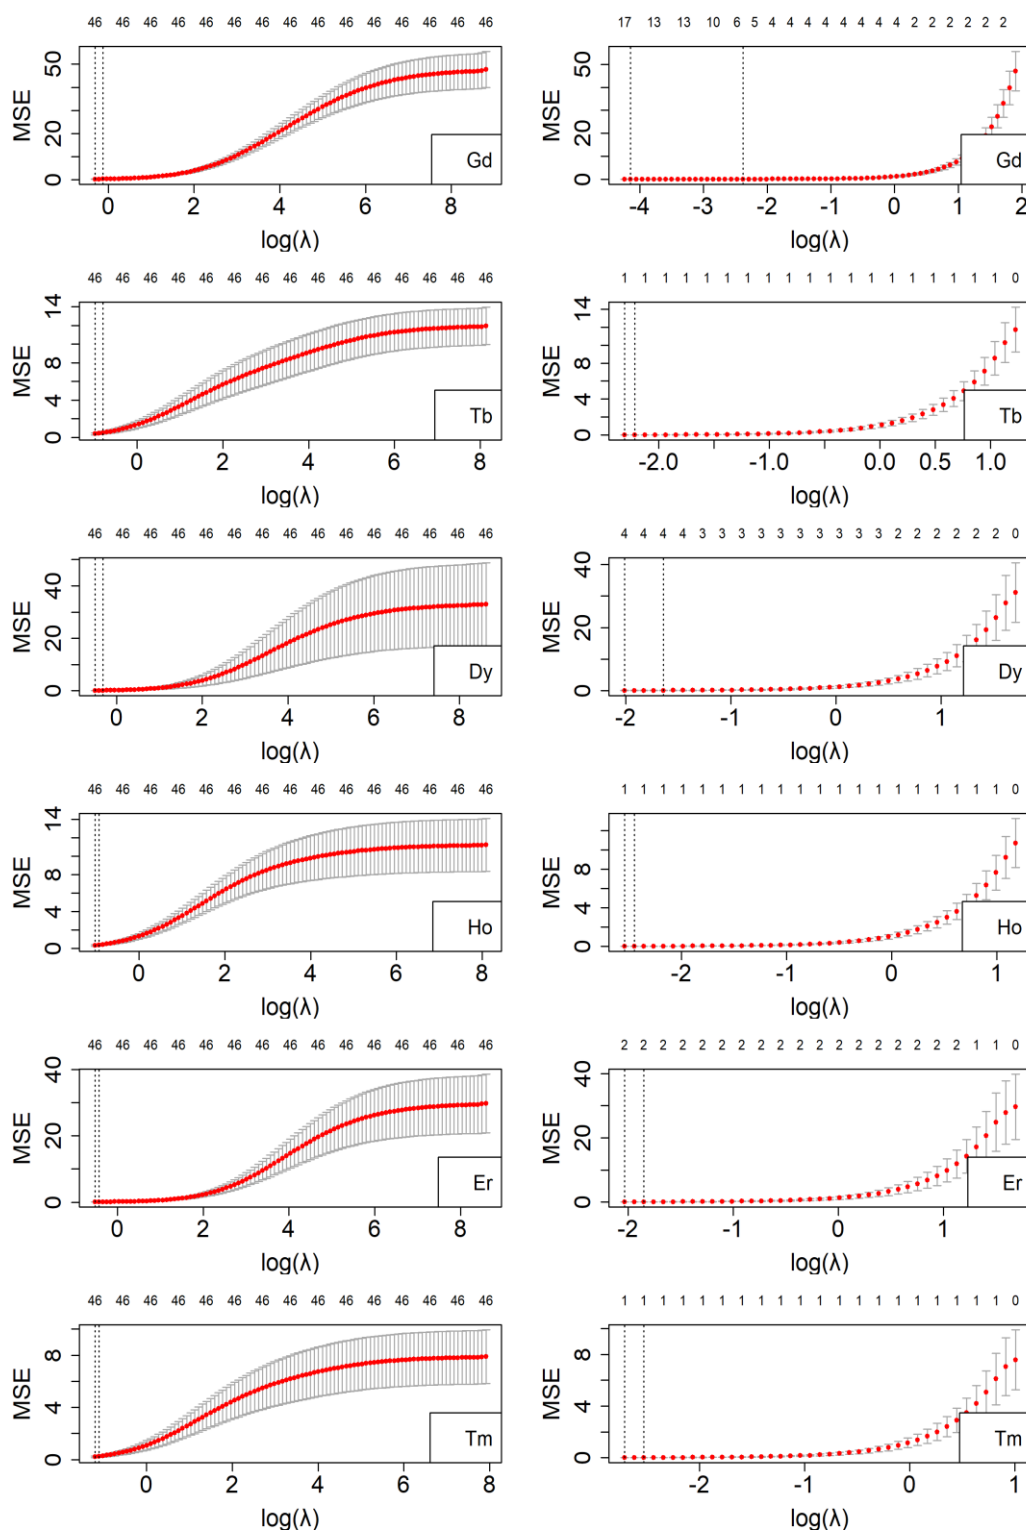 46 46 46 46 46 46 46 46 46 46 46 46 46 46 46
MSE
0 20 50
Gd
0 2 4 6 8
log(λ)
17 13 13 10 6 5 4 4 4 4 4 4 4 4 2 2 2 2 2 2
MSE
0 20 50
Gd
-4 -3 -2 -1 0 1 2
log(λ)
46 46 46 46 46 46 46 46 46 46 46 46 46 46 46
MSE
0 4 8 14
Tb
0 2 4 6 8
log(λ)
1 1 1 1 1 1 1 1 1 1 1 1 1 1 1 1 1 1 1 0
MSE
0 4 8 14
Tb
-2.0 -1.0 0.0 0.5 1.0
log(λ)
46 46 46 46 46 46 46 46 46 46 46 46 46 46 46
MSE
0 20 40
Dy
0 2 4 6 8
log(λ)
4 4 4 4 3 3 3 3 3 3 3 3 3 3 2 2 2 2 2 2 0
MSE
0 20 40
Dy
-2 -1 0 1
log(λ)
46 46 46 46 46 46 46 46 46 46 46 46 46 46 46
MSE
0 4 8 14
Ho
0 2 4 6 8
log(λ)
1 1 1 1 1 1 1 1 1 1 1 1 1 1 1 1 1 1 1 1 0
MSE
0 4 8
Ho
-2 -1 0 1
log(λ)
46 46 46 46 46 46 46 46 46 46 46 46 46 46 46
MSE
0 20 40
Er
0 2 4 6 8
log(λ)
2 2 2 2 2 2 2 2 2 2 2 2 2 2 2 2 2 2 1 1 0
MSE
0 20 40
Er
-2 -1 0 1
log(λ)
46 46 46 46 46 46 46 46 46 46 46 46 46 46 46
MSE
0 4 8
Tm
0 2 4 6 8
log(λ)
1 1 1 1 1 1 1 1 1 1 1 1 1 1 1 1 1 1 1 0
MSE
0 4 8
Tm
-2 -1 0 1
log(λ)